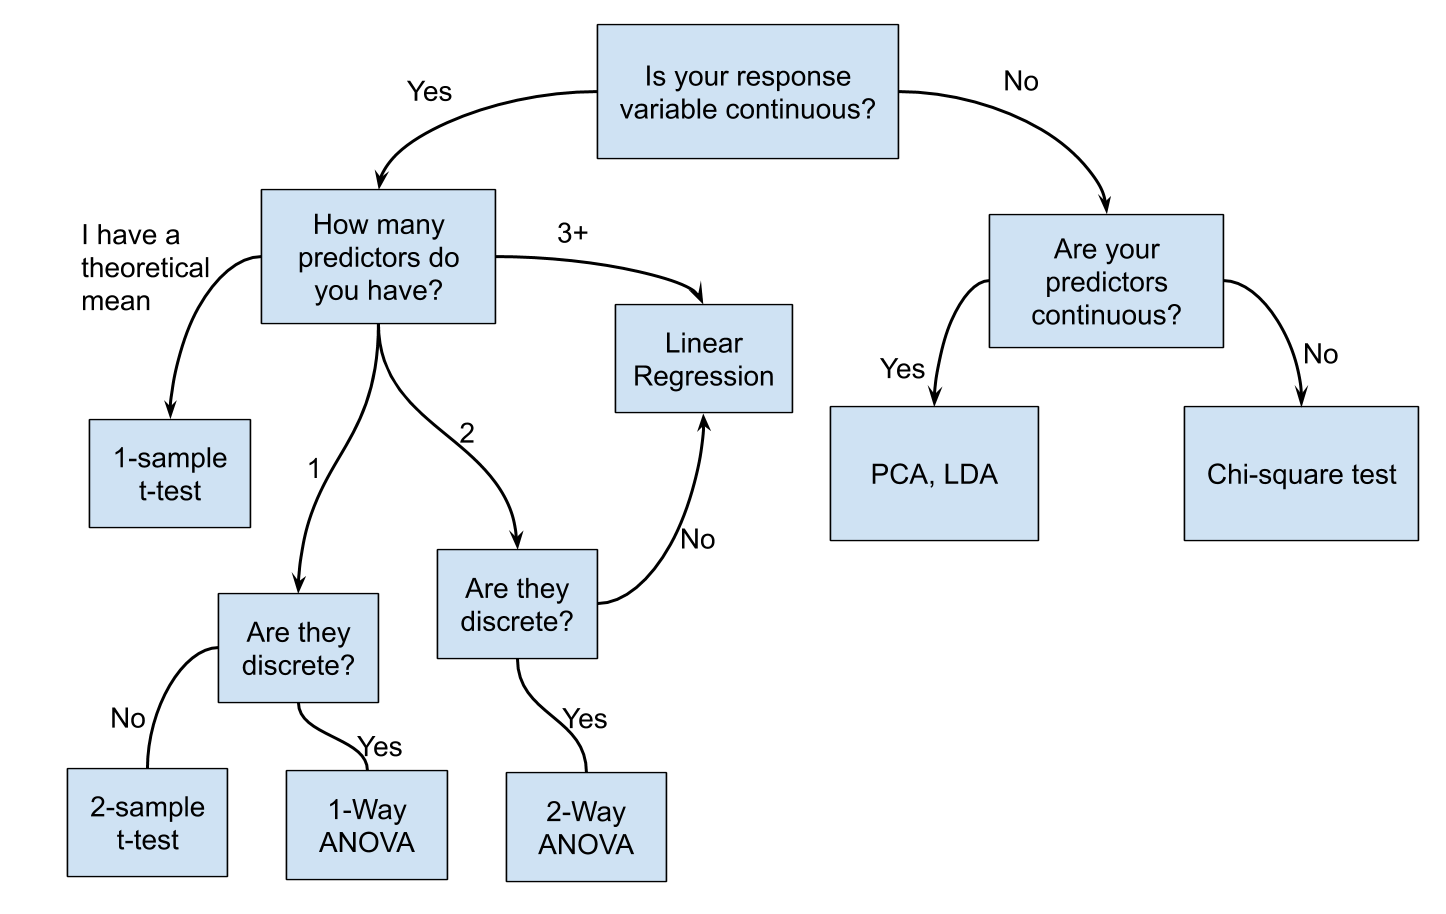 Is your response
variable continuous?
Yes
No
How many
predictors do
you have?
I have a
theoretical
mean
3+
Are your
predictors
continuous?
Linear
Regression
Yes
No
1-sample
t-test
1
2
PCA, LDA
Chi-square test
No
Are they
discrete?
Are they
discrete?
No
Yes
Yes
2-sample
t-test
1-Way
ANOVA
2-Way
ANOVA